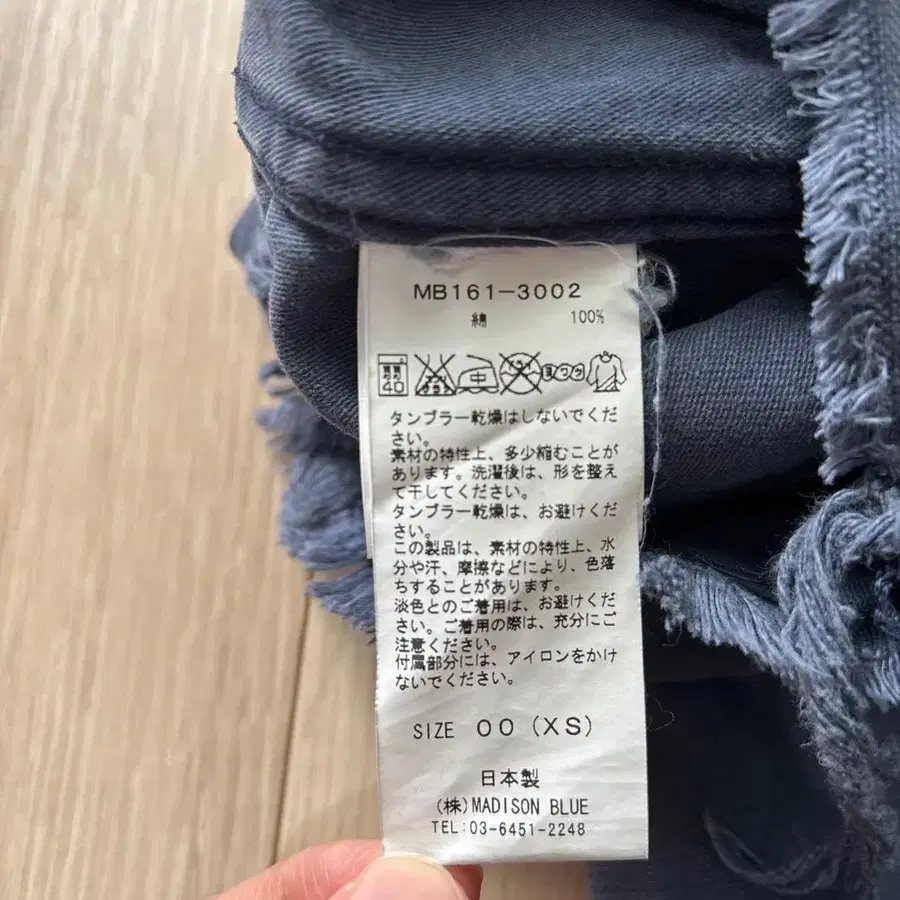 MB161-3002
綿 100%
40 中 ヨワク
タンブラー乾燥はしないでくだ
さい。
素材の特性上、多少縮むことが
あります。洗濯後は、形を整え
て干してください。
タンブラー乾燥は、お避けくだ
さい。
この製品は、素材の特性上、水
分や汗、摩擦などにより、色落
ちすることがあります。
淡色とのご着用は、お避けくだ
さい。ご着用の際は、充分にご
注意ください。
付属部分には、アイロンをかけ
ないでください。
SIZE 00 (XS)
日本製
(株)MADISON BLUE
TEL:03-6451-2248